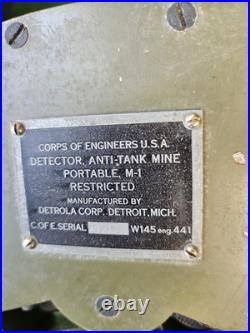 CORPS OF ENGINEERS U.S.A.
DETECTOR, ANTI-TANK MINE
PORTABLE, M-1
RESTRICTED
MANUFACTURED BY
DETROLA CORP. DETROIT, MICH.
C. OF E. SERIAL W145 eng. 441